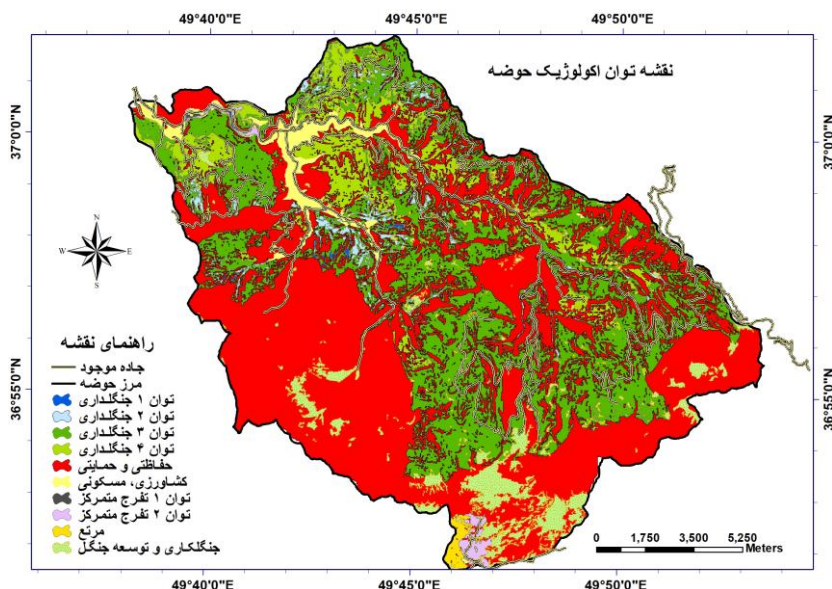 49°40'0"E 49°45'0"E 49°50'0"E
نقشه توان اکولوژیک حوضه
37°0'0"N
37°0'0"N
N
W E
S
36°55'0"N
36°55'0"N
راهنمای نقشه
جاده موجود
مرز حوضه
توان ۱ جنگلداری
توان ۲ جنگلداری
توان ۳ جنگلداری
توان ۴ جنگلداری
حفاظتی و حمایتی
کشاورزی، مسکونی
توان ۱ تفرج متمرکز
توان ۲ تفرج متمرکز
مرتع
جنگلکاری و توسعه جنگل
0 1,750 3,500 5,250
Meters
49°40'0"E 49°45'0"E 49°50'0"E